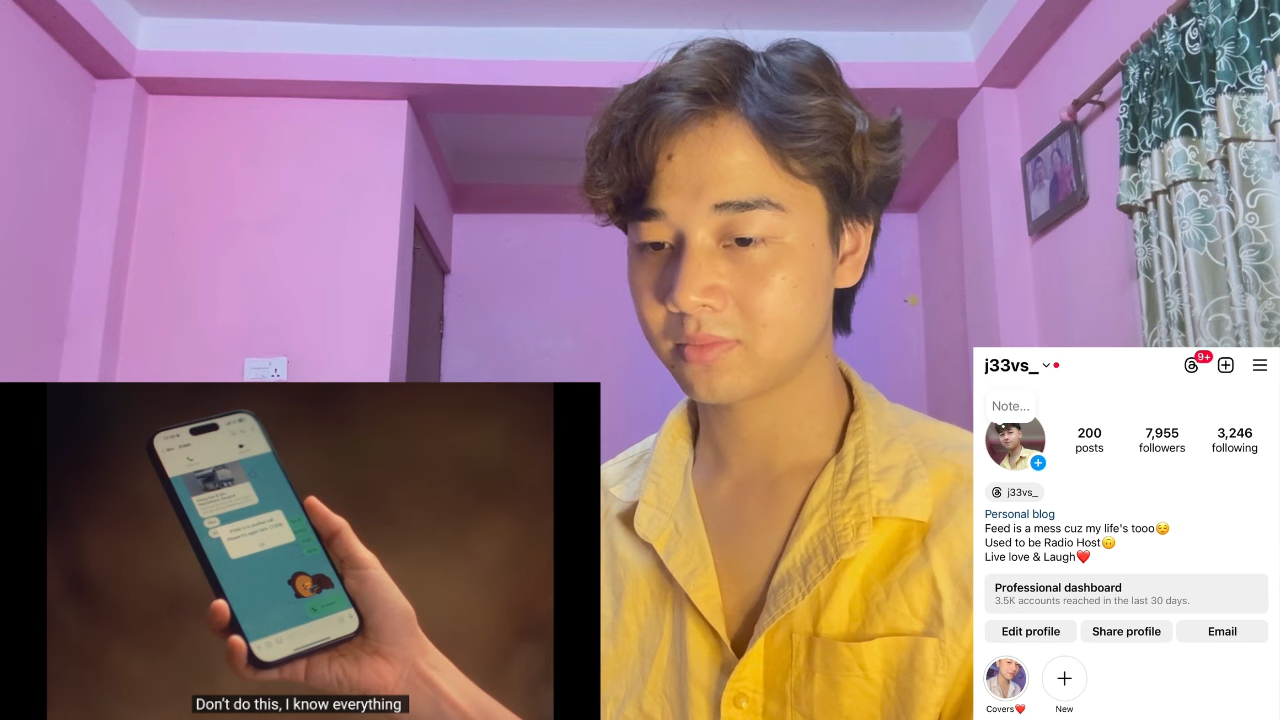 j33vs_
9+
Note...
200
posts
7,955
followers
3,246
following
j33vs_
Personal blog
Feed is a mess cuz my life's tooo😌
Used to be Radio Host🙃
Live love & Laugh❤️
Professional dashboard
3.5K accounts reached in the last 30 days.
Edit profile
Share profile
Email
Covers❤️
New
Don't do this, I know everything